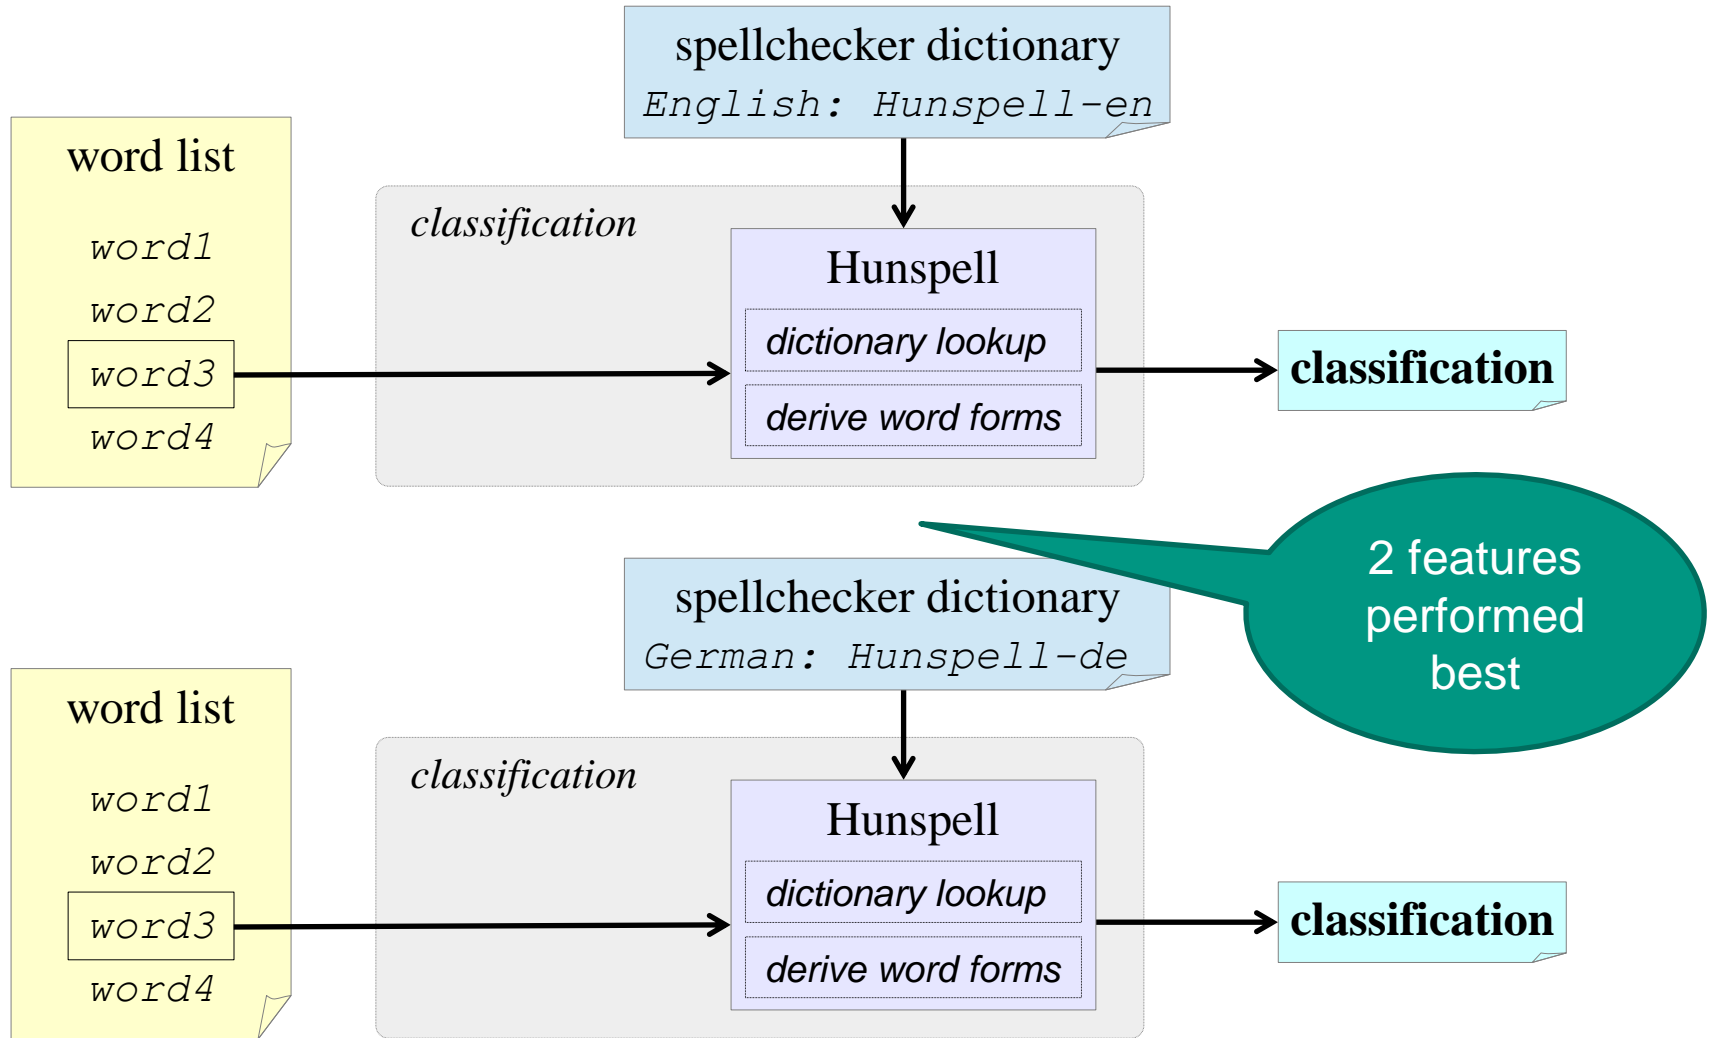 spellchecker dictionary
English: Hunspell-en
word list
word1
word2
word3
word4
classification
Hunspell
dictionary lookup
derive word forms
classification
2 features
performed
best
spellchecker dictionary
German: Hunspell-de
word list
word1
word2
word3
word4
classification
Hunspell
dictionary lookup
derive word forms
classification